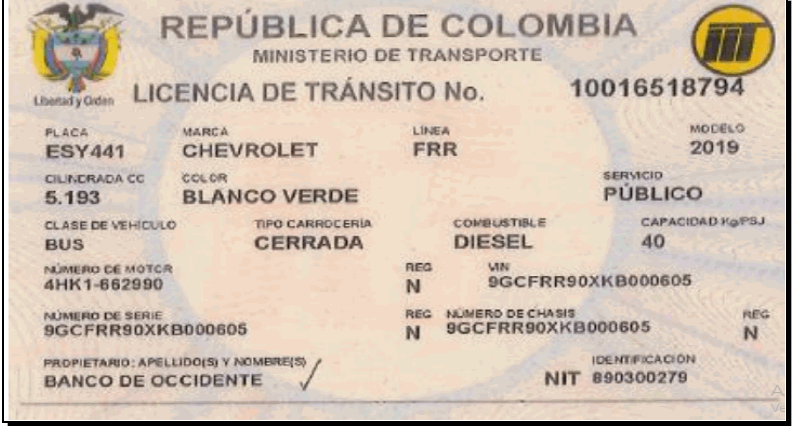 REPÚBLICA DE COLOMBIA
MINISTERIO DE TRANSPORTE
Libertad y Orden
LICENCIA DE TRÁNSITO No. 10016518794
PLACA MARCA LINEA MODELO
ESY441 CHEVROLET FRR 2019
CILINDRADA CC COLOR SERVICIO
5.193 BLANCO VERDE PÚBLICO
CLASE DE VEHICULO TIPO CARROCERIA COMBUSTIBLE CAPACIDAD Kg/PSJ
BUS CERRADA DIESEL 40
NÚMERO DE MOTOR REG VIN
4HK1-662990 N 9GCFRR90XKB000605
NÚMERO DE SERIE REG NÚMERO DE CHASIS REG
9GCFRR90XKB000605 N 9GCFRR90XKB000605 N
PROPIETARIO: APELLIDO(S) Y NOMBRE(S) IDENTIFICACIÓN
BANCO DE OCCIDENTE NIT 890300279